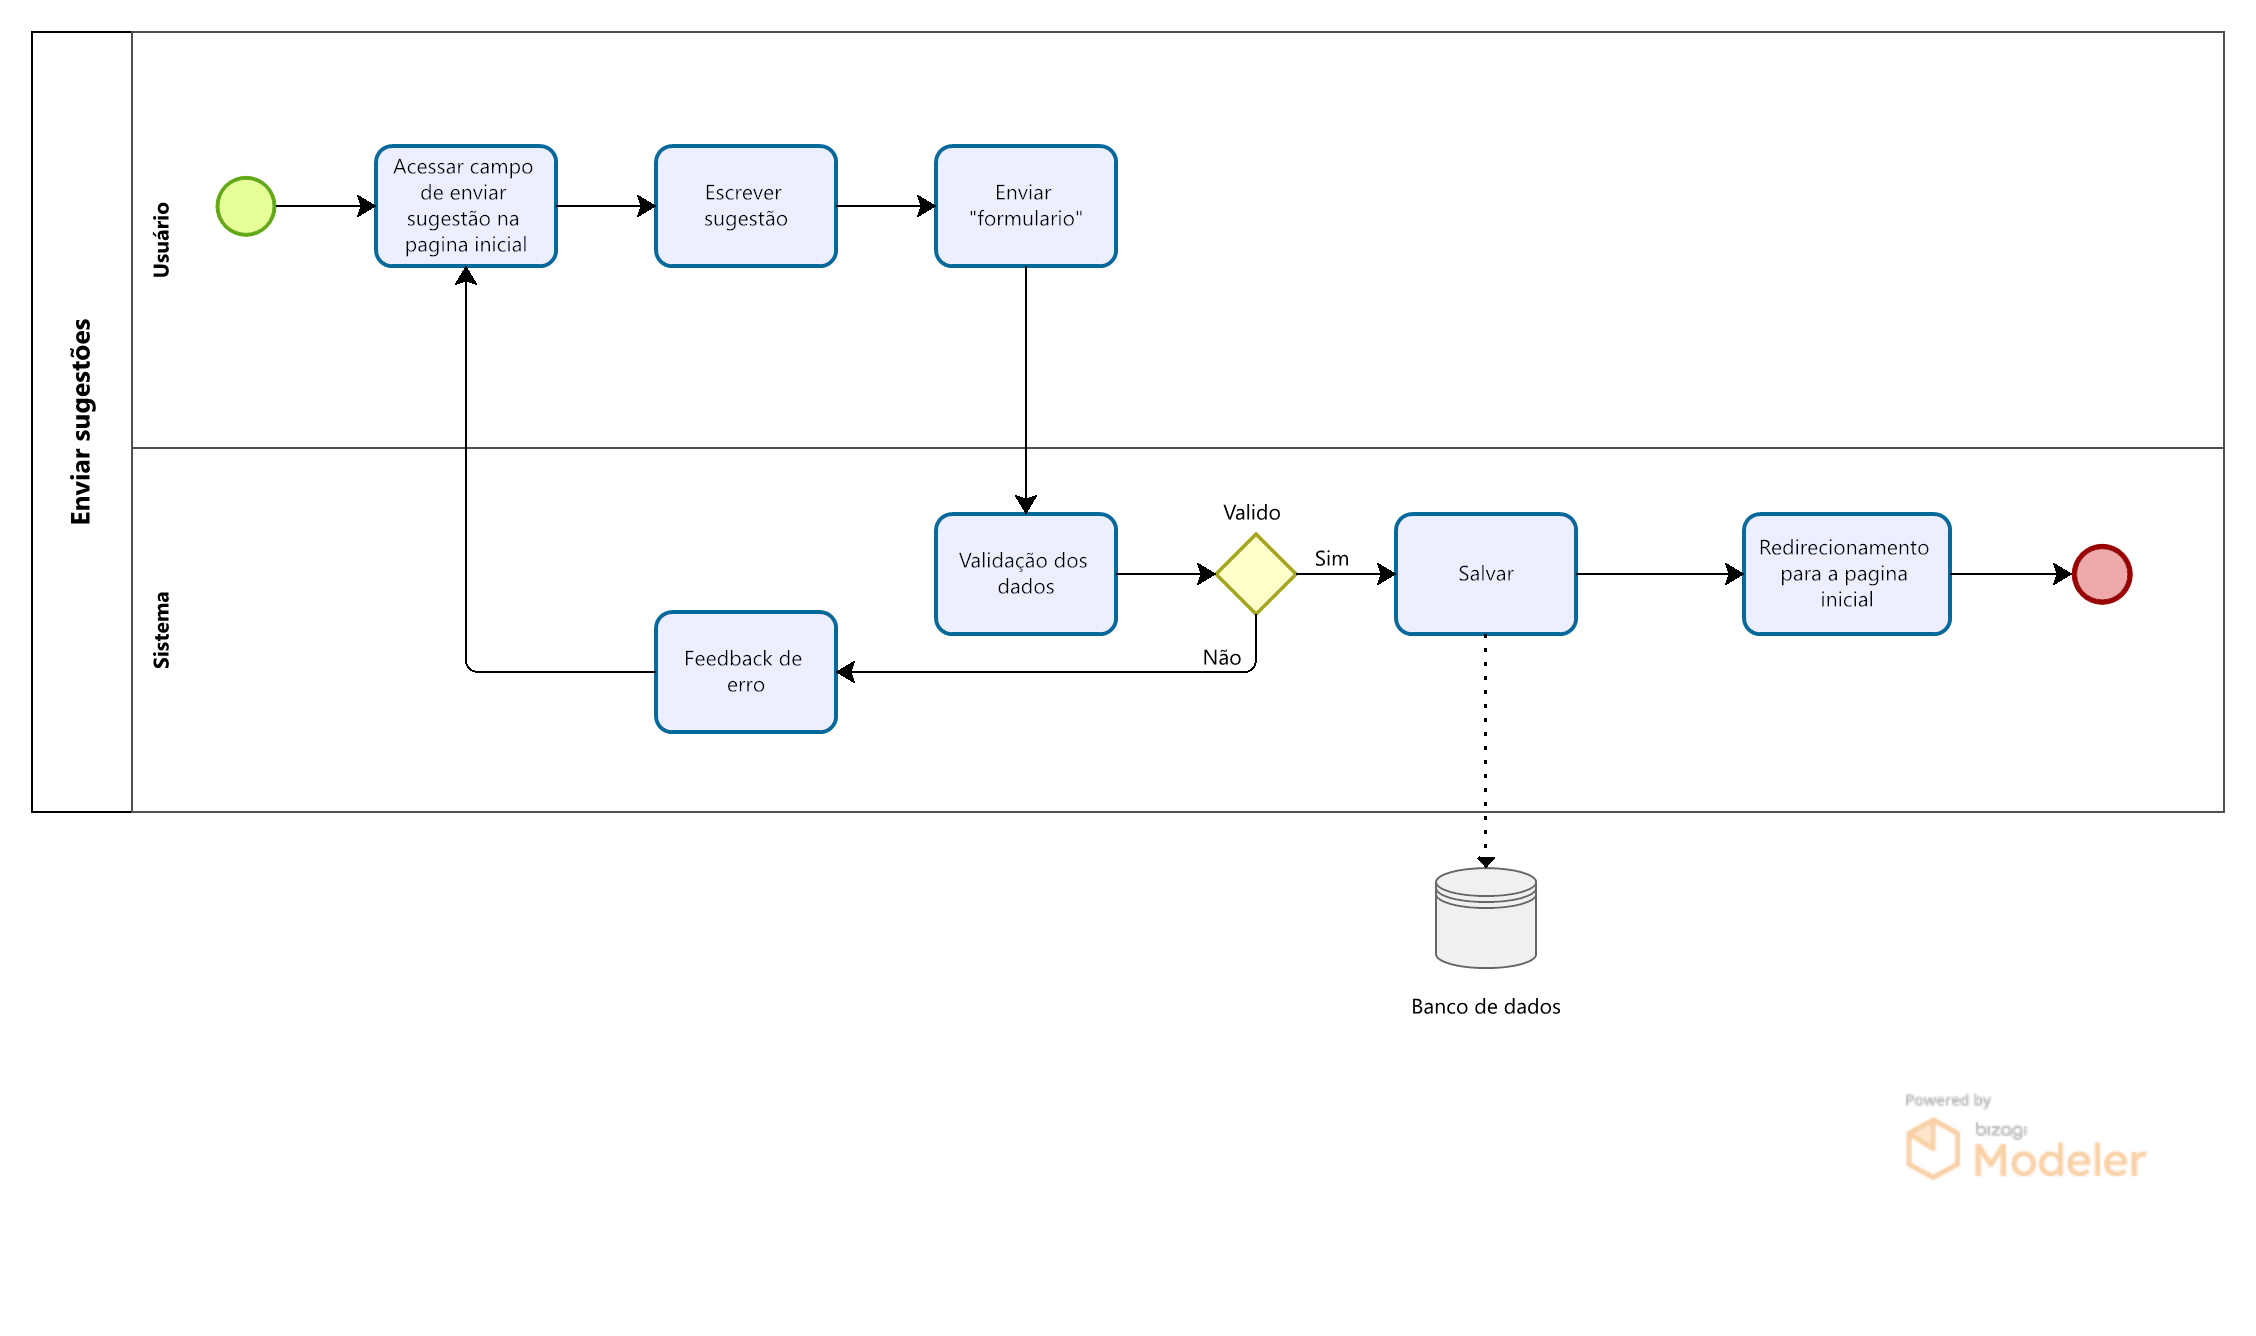 Enviar sugestões
Usuário
Acessar campo
de enviar
sugestão na
pagina inicial
Escrever
sugestão
Enviar
"formulario"
Sistema
Validação dos
dados
Valido
Sim
Não
Salvar
Redirecionamento
para a pagina
inicial
Feedback de
erro
Banco de dados
Powered by
bizagi
Modeler